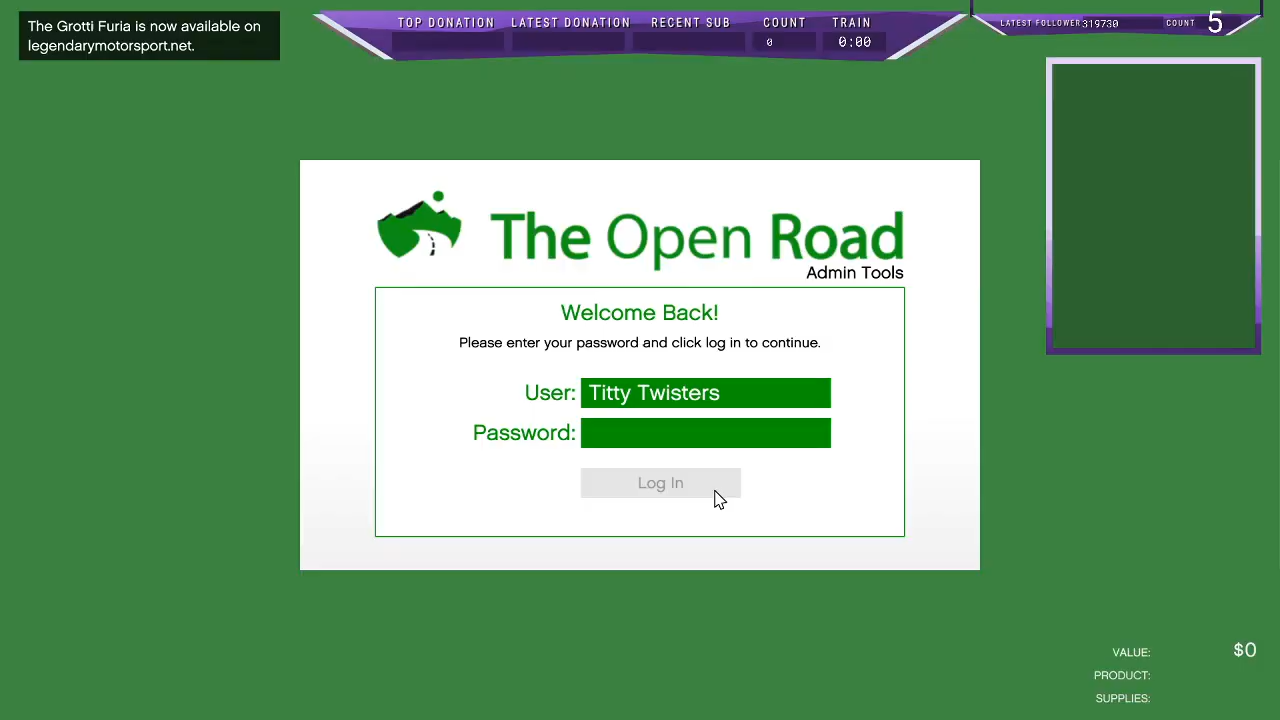 The Grotti Furia is now available on
legendarymotorsport.net.
TOP DONATION LATEST DONATION RECENT SUB COUNT TRAIN
0 0:00
LATEST FOLLOWER 319730 COUNT 5
The Open Road
Admin Tools
Welcome Back!
Please enter your password and click log in to continue.
User: Titty Twisters
Password:
Log In
VALUE: $0
PRODUCT:
SUPPLIES: